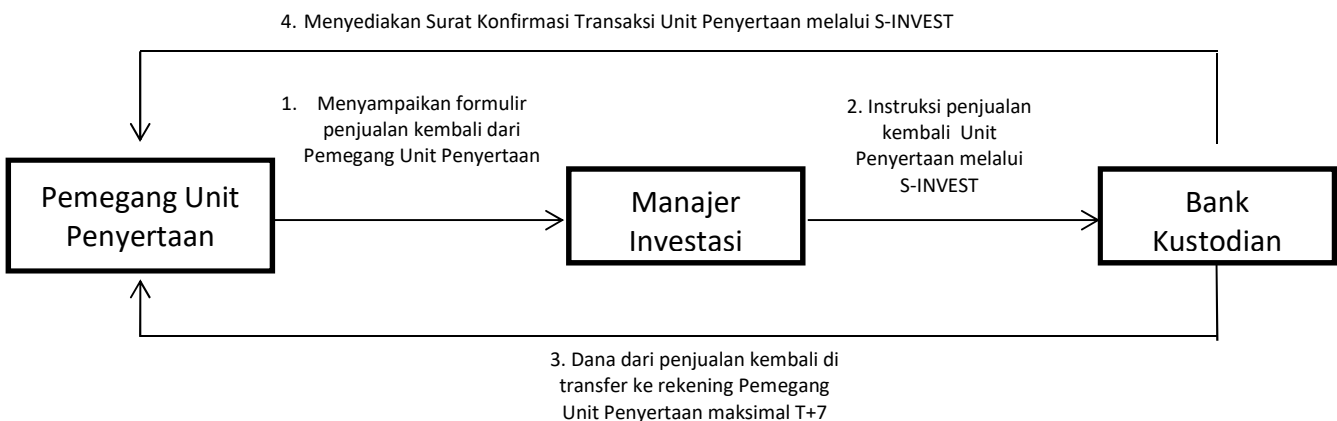 4. Menyediakan Surat Konfirmasi Transaksi Unit Penyertaan melalui S-INVEST
1. Menyampaikan formulir
penjualan kembali dari
Pemegang Unit Penyertaan
2. Instruksi penjualan
kembali Unit
Penyertaan melalui
S-INVEST
Pemegang Unit
Penyertaan
Manajer
Investasi
Bank
Kustodian
3. Dana dari penjualan kembali di
transfer ke rekening Pemegang
Unit Penyertaan maksimal T+7